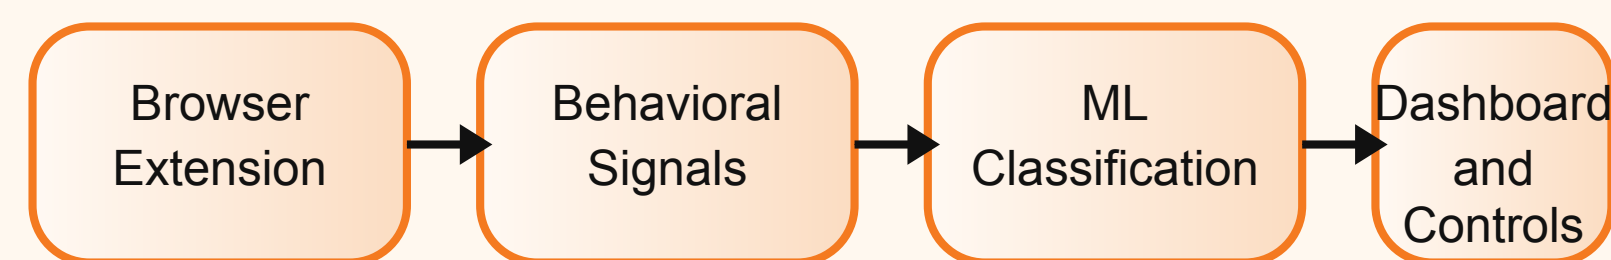 Browser
Extension
Behavioral
Signals
ML
Classification
Dashboard
and
Controls